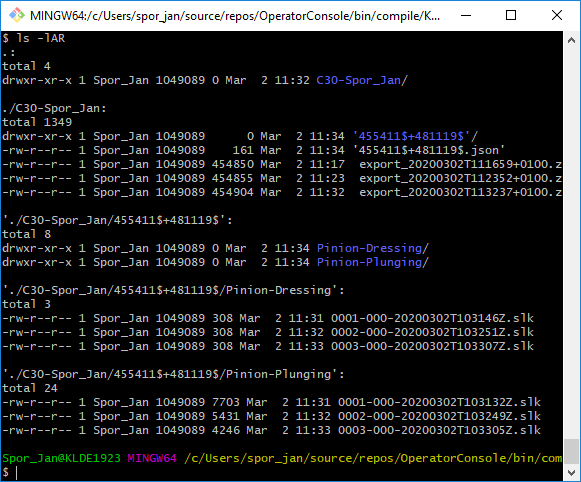 MINGW64:/c/Users/spor_jan/source/repos/OperatorConsole/bin/compile/K...
$ ls -lAR
.:
total 4
drwxr-xr-x 1 Spor_Jan 1049089 0 Mar  2 11:32 C30-Spor_Jan/
./C30-Spor_Jan:
total 1349
drwxr-xr-x 1 Spor_Jan 1049089      0 Mar  2 11:34 '455411$+481119$'/
-rw-r--r-- 1 Spor_Jan 1049089    161 Mar  2 11:34 '455411$+481119$.json'
-rw-r--r-- 1 Spor_Jan 1049089 454850 Mar  2 11:17  export_20200302T111659+0100.z
-rw-r--r-- 1 Spor_Jan 1049089 454855 Mar  2 11:23  export_20200302T112352+0100.z
-rw-r--r-- 1 Spor_Jan 1049089 454904 Mar  2 11:32  export_20200302T113237+0100.z
'./C30-Spor_Jan/455411$+481119$':
total 8
drwxr-xr-x 1 Spor_Jan 1049089 0 Mar  2 11:34 Pinion-Dressing/
drwxr-xr-x 1 Spor_Jan 1049089 0 Mar  2 11:34 Pinion-Plunging/
'./C30-Spor_Jan/455411$+481119$/Pinion-Dressing':
total 3
-rw-r--r-- 1 Spor_Jan 1049089 308 Mar  2 11:31 0001-000-20200302T103146Z.slk
-rw-r--r-- 1 Spor_Jan 1049089 308 Mar  2 11:32 0002-000-20200302T103251Z.slk
-rw-r--r-- 1 Spor_Jan 1049089 308 Mar  2 11:33 0003-000-20200302T103307Z.slk
'./C30-Spor_Jan/455411$+481119$/Pinion-Plunging':
total 24
-rw-r--r-- 1 Spor_Jan 1049089 7703 Mar  2 11:31 0001-000-20200302T103132Z.slk
-rw-r--r-- 1 Spor_Jan 1049089 5431 Mar  2 11:32 0002-000-20200302T103249Z.slk
-rw-r--r-- 1 Spor_Jan 1049089 4246 Mar  2 11:33 0003-000-20200302T103305Z.slk
Spor_Jan@KLDE1923 MINGW64 /c/Users/spor_jan/source/repos/OperatorConsole/bin/com
$